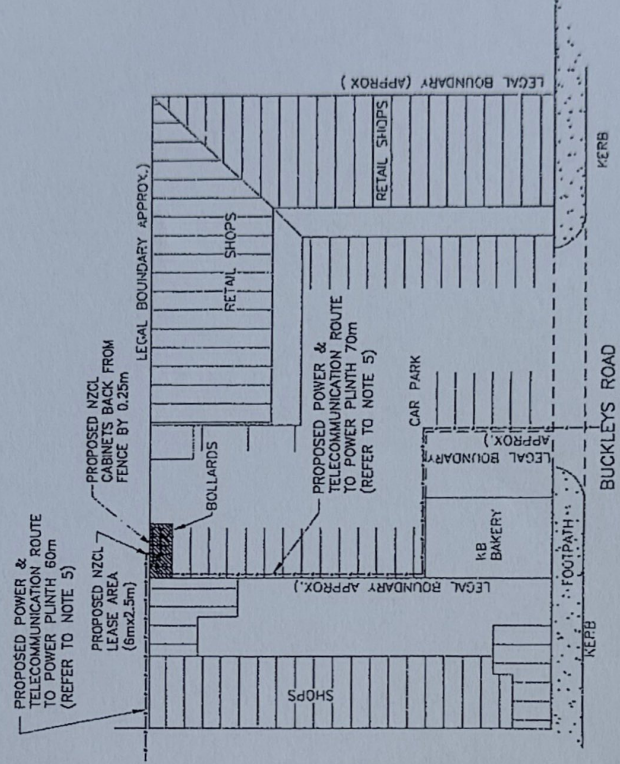 PROPOSED POWER &
TELECOMMUNICATION ROUTE
TO POWER PLINTH 60m
(REFER TO NOTE 5)
PROPOSED NZCL
LEASE AREA
(6mx2.5m)
PROPOSED NZCL
CABINETS BACK FROM
FENCE BY 0.25m
LEGAL BOUNDARY APPROX.)
BOLLARDS
RETAIL SHOPS
RETAIL SHOPS
LEGAL BOUNDARY (APPROX )
PROPOSED POWER &
TELECOMMUNICATION ROUTE
TO POWER PLINTH 70m
(REFER TO NOTE 5)
CAR PARK
LEGAL BOUNDARY
APPROX.)
LEGAL BOUNDARY APPROX.)
KB
BAKERY
SHOPS
FOOTPATH
KERB
KERB
BUCKLEYS ROAD